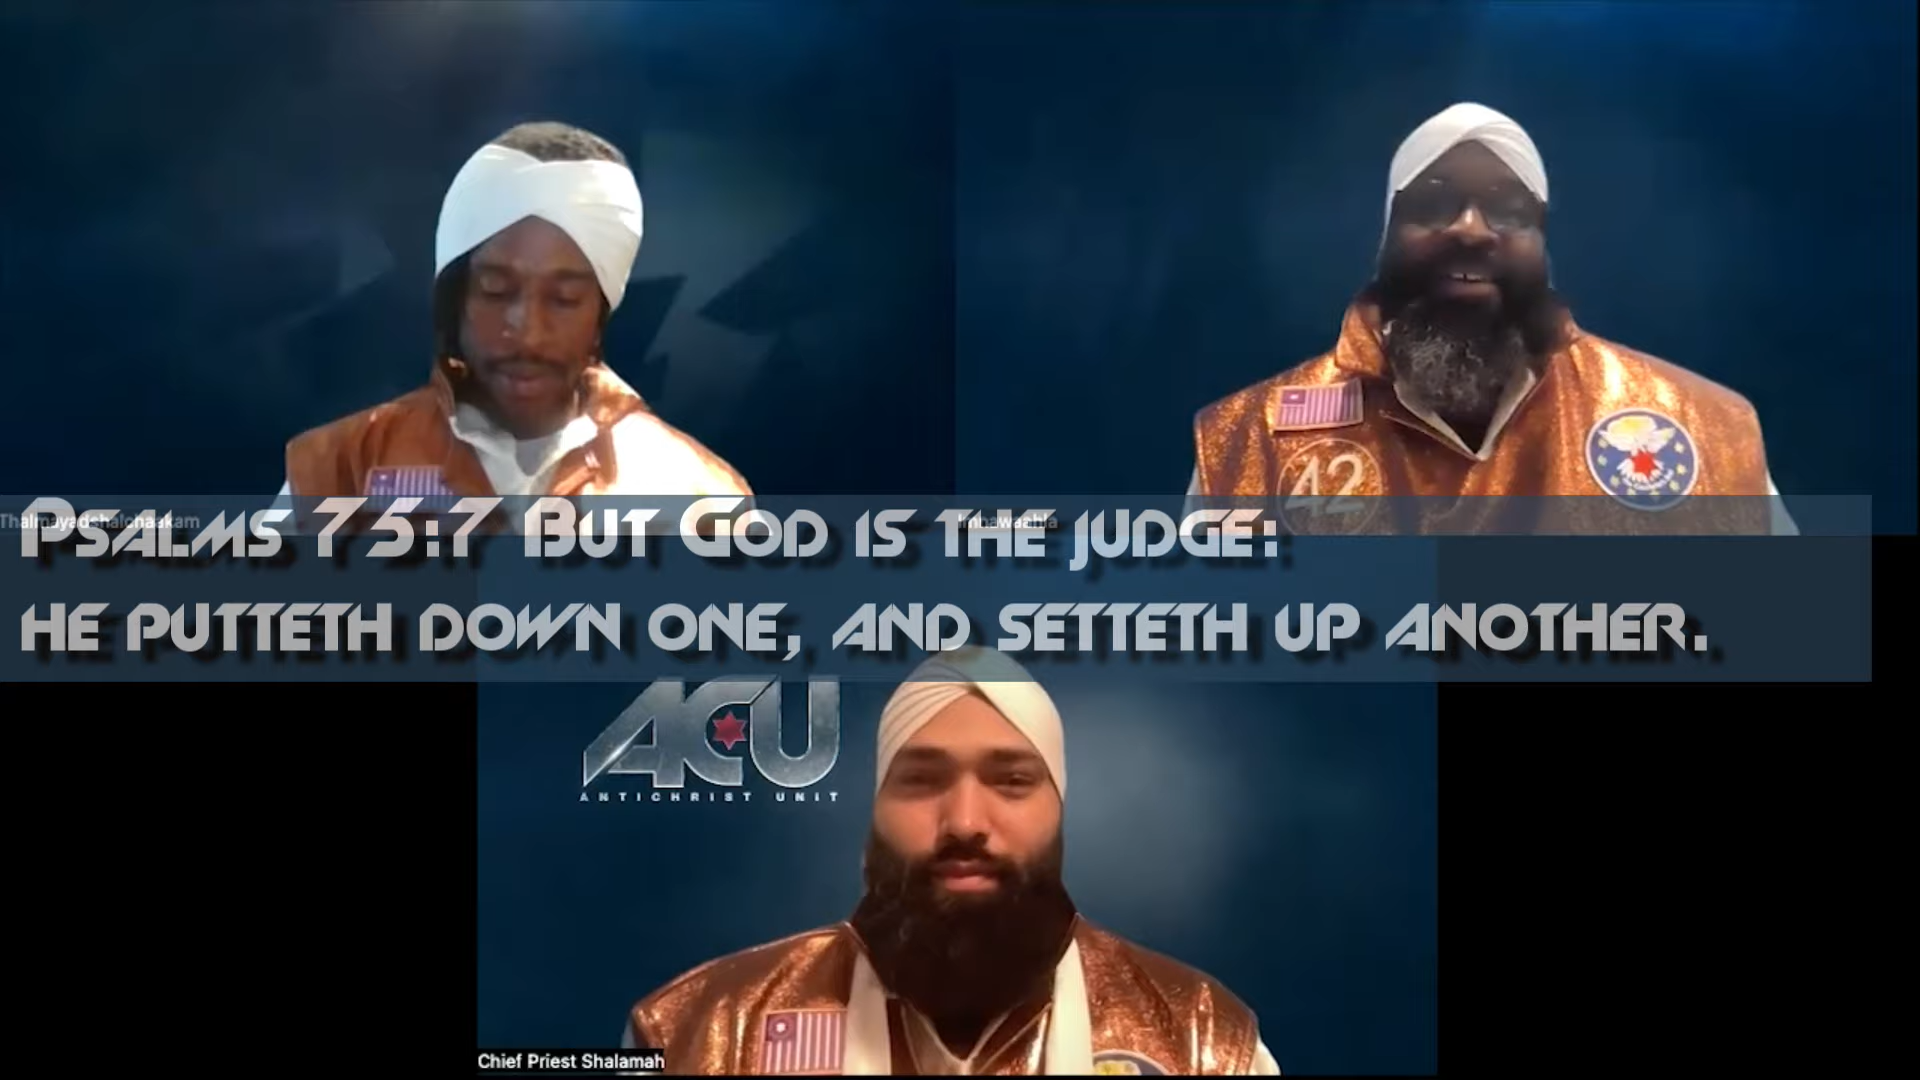 42
Thalmayadshalchaakam
Psalms 75:7 But God is the judge:
he putteth down one, and setteth up another.
ACU
ANTICHRIST UNIT
Chief Priest Shalamah